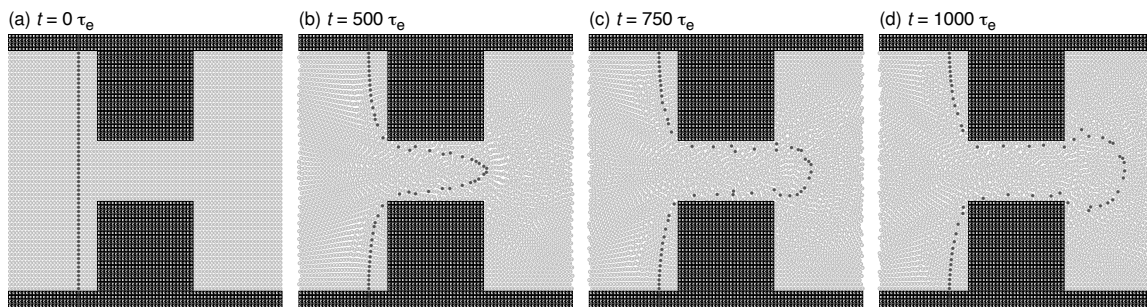 (a) t = 0 τe
(b) t = 500 τe
(c) t = 750 τe
(d) t = 1000 τe